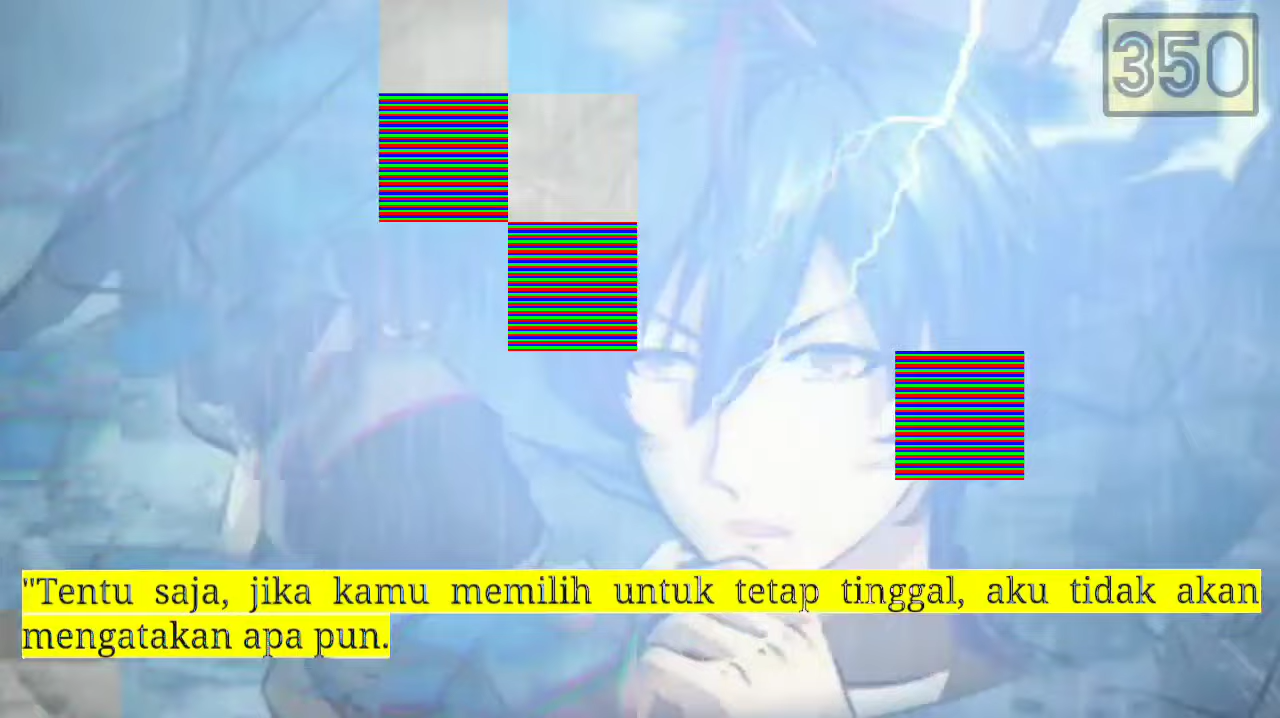 350
"Tentu saja, jika kamu memilih untuk tetap tinggal, aku tidak akan
mengatakan apa pun.